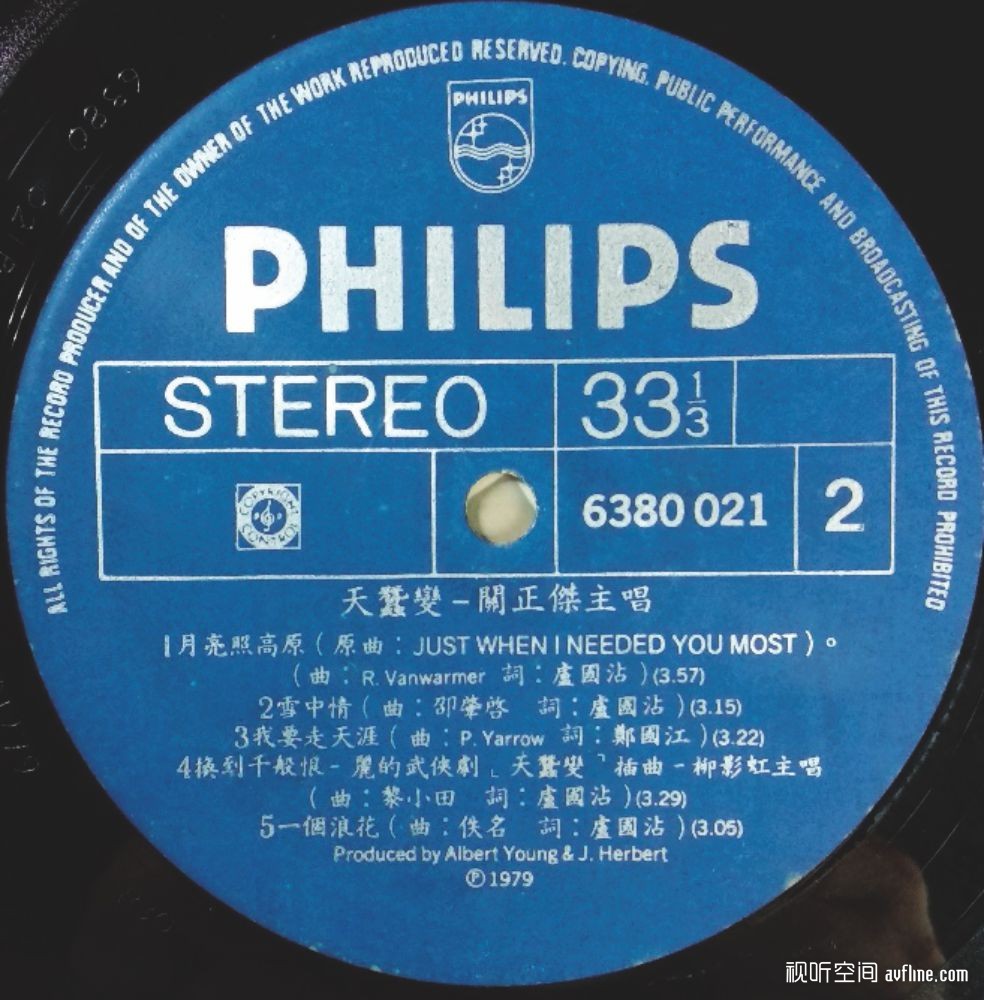 ALL RIGHTS OF THE RECORD PRODUCER AND OF THE OWNER OF THE WORK REPRODUCED RESERVED. COPYING, PUBLIC PERFORMANCE AND BROADCASTING OF THIS RECORD PROHIBITED
PHILIPS
PHILIPS
STEREO 33 1/3
COPYRIGHT CONTROL
6380 021 2
天蠶變-關正傑主唱
1月亮照高原(原曲:JUST WHEN I NEEDED YOU MOST)。
(曲:R. Vanwarmer 詞:盧國沾)(3.57)
2雪中情(曲:邵肇啓 詞:盧國沾)(3.15)
3我要走天涯(曲:P. Yarrow 詞:鄭國江)(3.22)
4換到千般恨-麗的武俠劇「天蠶變」插曲-柳影虹主唱
(曲:黎小田 詞:盧國沾)(3.29)
5一個浪花(曲:佚名 詞:盧國沾)(3.05)
Produced by Albert Young & J. Herbert
Ⓟ1979
视听空间 avfline.com